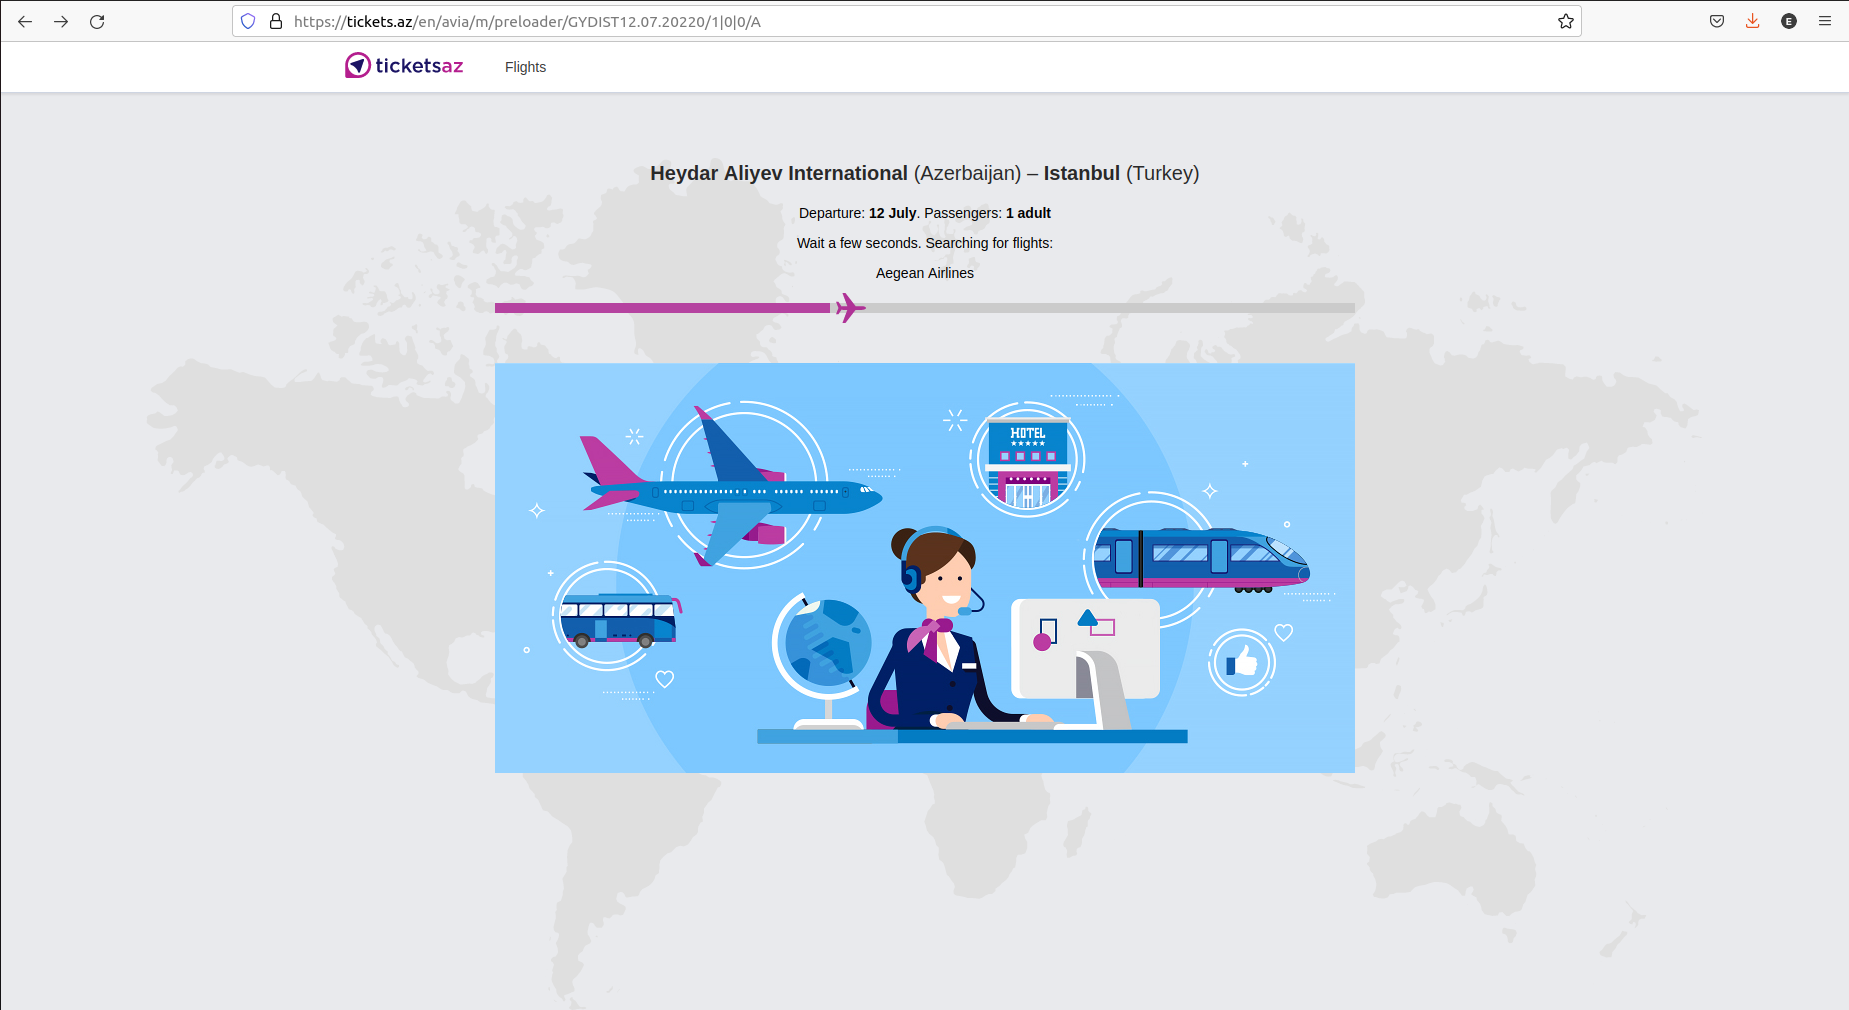 https://tickets.az/en/avia/m/preloader/GYDIST12.07.20220/1|0|0/A
E
ticketsaz
Flights
Heydar Aliyev International (Azerbaijan) – Istanbul (Turkey)
Departure: 12 July. Passengers: 1 adult
Wait a few seconds. Searching for flights:
Aegean Airlines
HOTEL